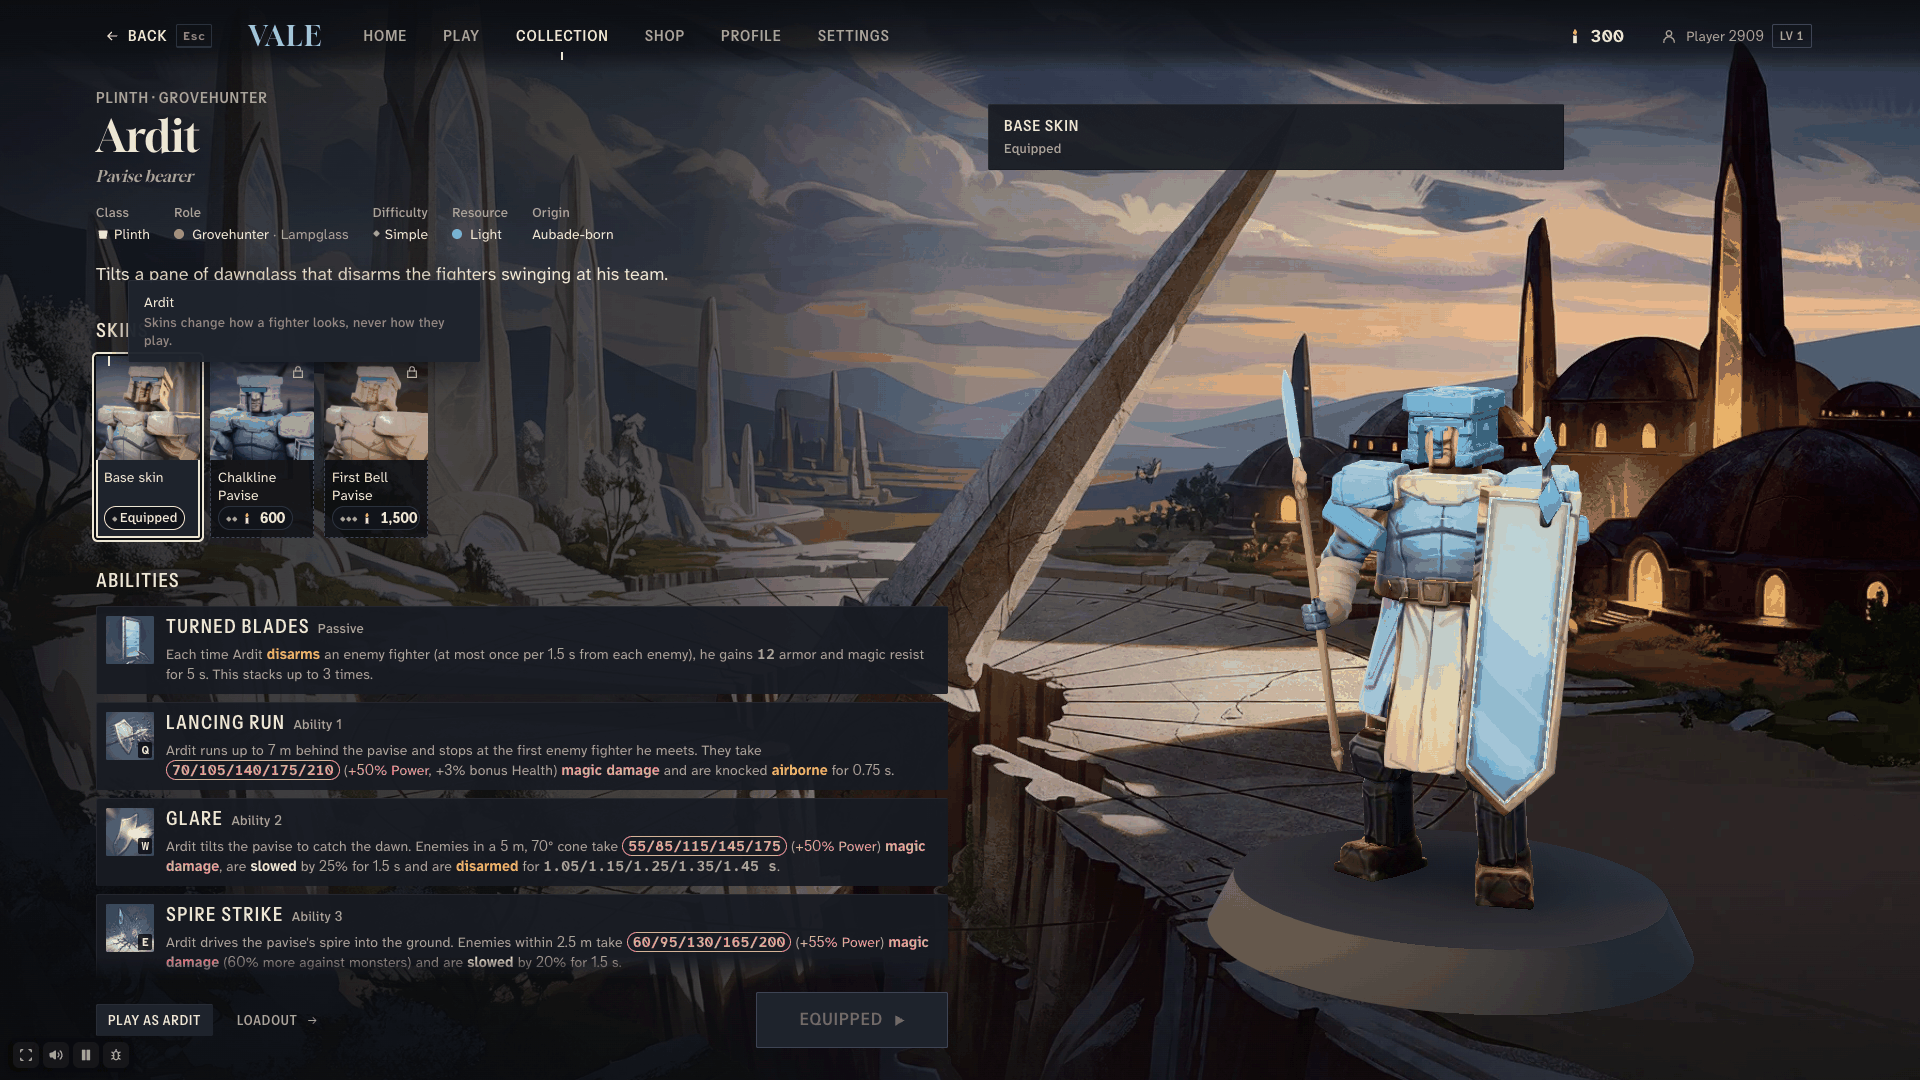 ← BACK Esc VALE HOME PLAY COLLECTION SHOP PROFILE SETTINGS 300 Player 2909 LV 1
PLINTH · GROVEHUNTER
Ardit
Pavise bearer
Class Role Difficulty Resource Origin
Plinth Grovehunter · Lampglass Simple Light Aubade-born
Tilts a pane of dawnglass that disarms the fighters swinging at his team.
BASE SKIN
Equipped
Ardit
Skins change how a fighter looks, never how they
play.
Base skin
Equipped
Chalkline
Pavise
600
First Bell
Pavise
1,500
ABILITIES
TURNED BLADES Passive
Each time Ardit disarms an enemy fighter (at most once per 1.5 s from each enemy), he gains 12 armor and magic resist
for 5 s. This stacks up to 3 times.
Q
LANCING RUN Ability 1
Ardit runs up to 7 m behind the pavise and stops at the first enemy fighter he meets. They take
70/105/140/175/210 (+50% Power, +3% bonus Health) magic damage and are knocked airborne for 0.75 s.
W
GLARE Ability 2
Ardit tilts the pavise to catch the dawn. Enemies in a 5 m, 70° cone take 55/85/115/145/175 (+50% Power) magic
damage, are slowed by 25% for 1.5 s and are disarmed for 1.05/1.15/1.25/1.35/1.45 s.
E
SPIRE STRIKE Ability 3
Ardit drives the pavise's spire into the ground. Enemies within 2.5 m take 60/95/130/165/200 (+55% Power) magic
damage (60% more against monsters) and are slowed by 20% for 1.5 s.
PLAY AS ARDIT LOADOUT → EQUIPPED ▶